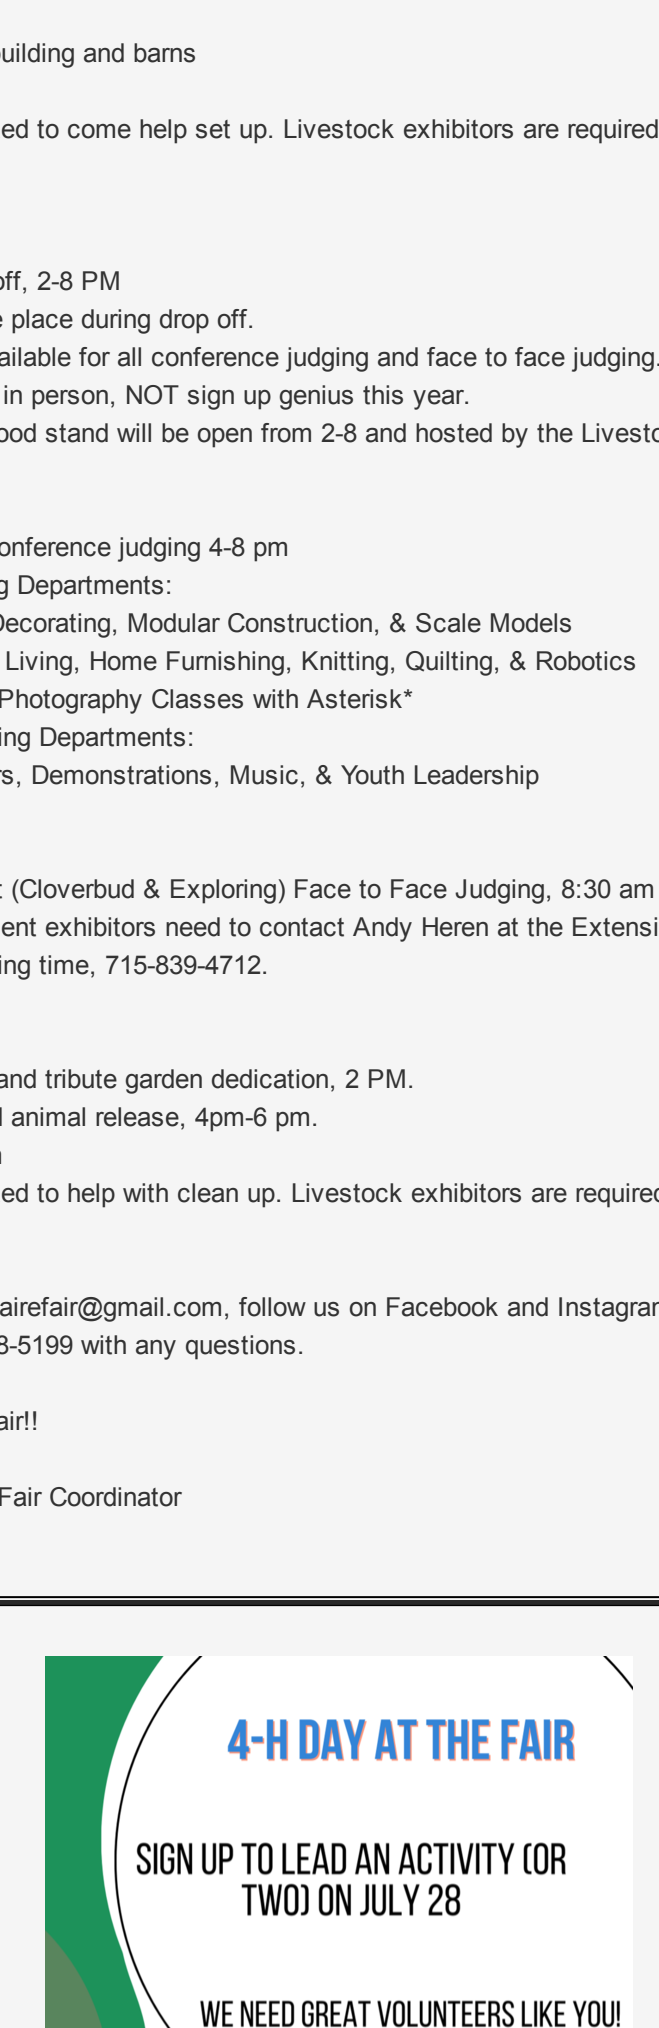 building and barns
ed to come help set up. Livestock exhibitors are required
off, 2-8 PM
place during drop off.
ailable for all conference judging and face to face judging.
in person, NOT sign up genius this year.
ood stand will be open from 2-8 and hosted by the Livesto
onference judging 4-8 pm
g Departments:
Decorating, Modular Construction, & Scale Models
Living, Home Furnishing, Knitting, Quilting, & Robotics
Photography Classes with Asterisk*
ing Departments:
rs, Demonstrations, Music, & Youth Leadership
t (Cloverbud & Exploring) Face to Face Judging, 8:30 am
ent exhibitors need to contact Andy Heren at the Extensi
ing time, 715-839-4712.
and tribute garden dedication, 2 PM.
l animal release, 4pm-6 pm.
ed to help with clean up. Livestock exhibitors are required
airefair@gmail.com, follow us on Facebook and Instagram
8-5199 with any questions.
air!!
Fair Coordinator
4-H DAY AT THE FAIR
SIGN UP TO LEAD AN ACTIVITY (OR
TWO) ON JULY 28
WE NEED GREAT VOLUNTEERS LIKE YOU!